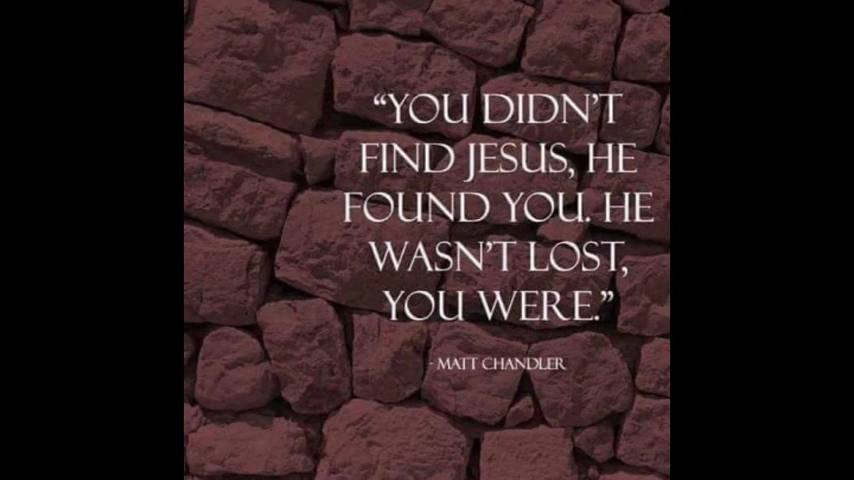 “YOU DIDN’T
FIND JESUS, HE
FOUND YOU. HE
WASN’T LOST,
YOU WERE.”
- MATT CHANDLER